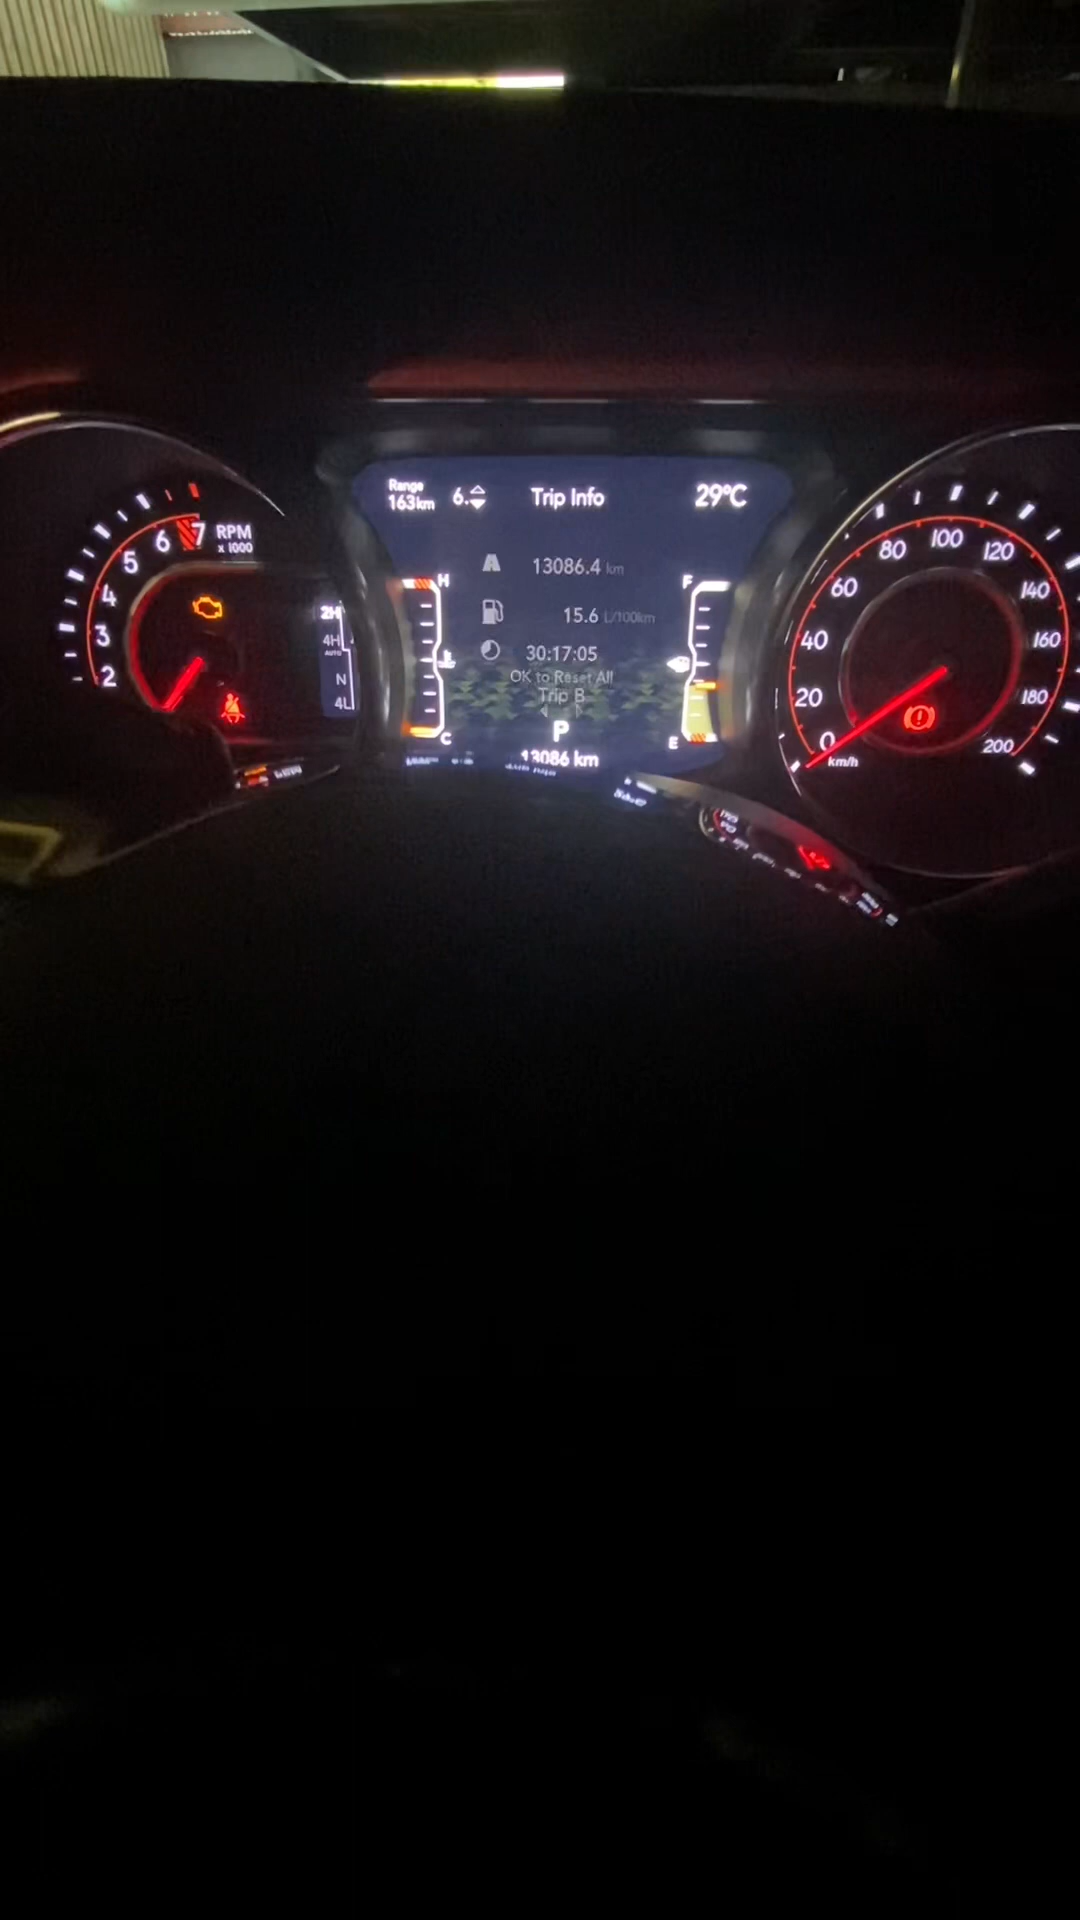 Range
163km
6.
Trip Info
29°C
13086.4 km
15.6 L/100km
30:17:05
OK to Reset All
Trip B
P
13086 km
H
C
F
E
2
3
4
5
6
7
RPM
x 1000
2H
4H
AUTO
N
4L
0
20
40
60
80
100
120
140
160
180
200
km/h